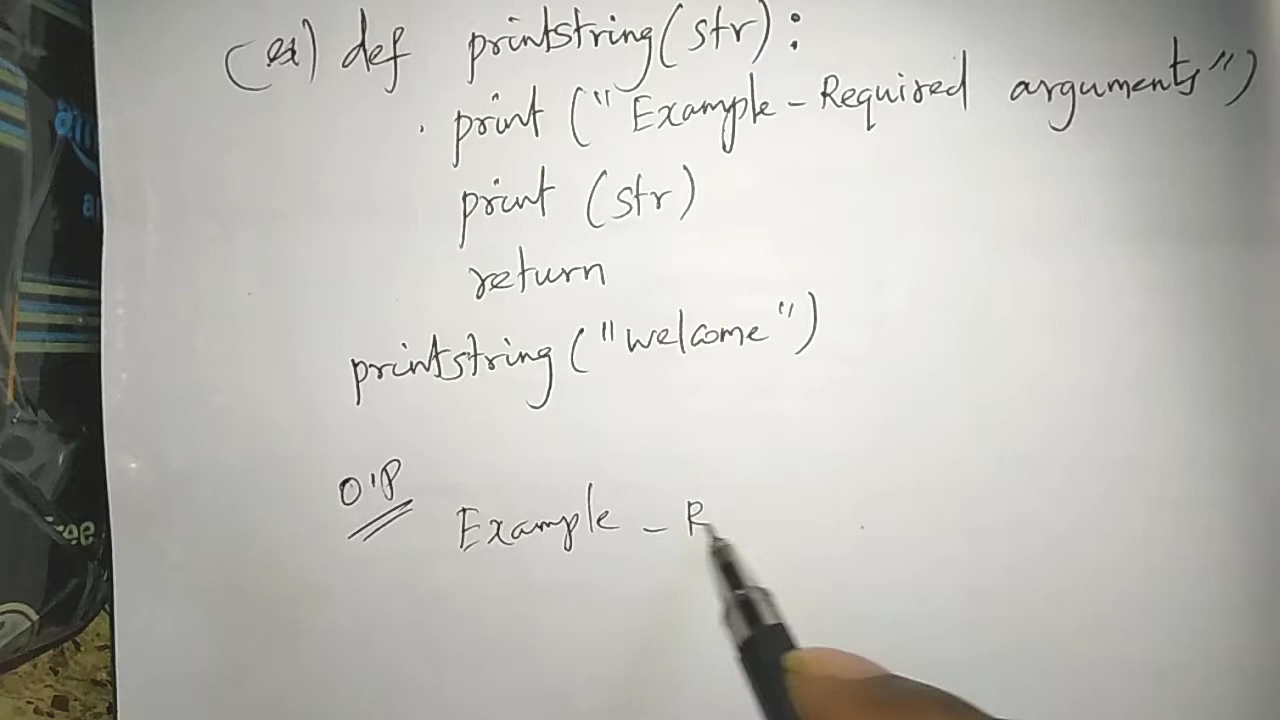 (ex) def printstring(str):
print ("Example - Required arguments")
print (str)
return
printstring ("welcome")
O/P
Example - R